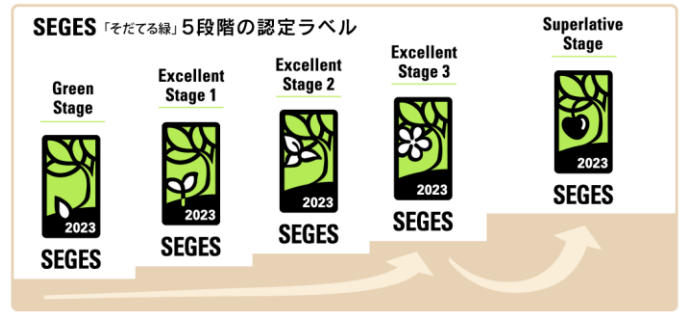 SEGES「そだてる緑」5段階の認定ラベル
Green
Stage
2023
SEGES
Excellent
Stage 1
2023
SEGES
Excellent
Stage 2
2023
SEGES
Excellent
Stage 3
2023
SEGES
Superlative
Stage
2023
SEGES